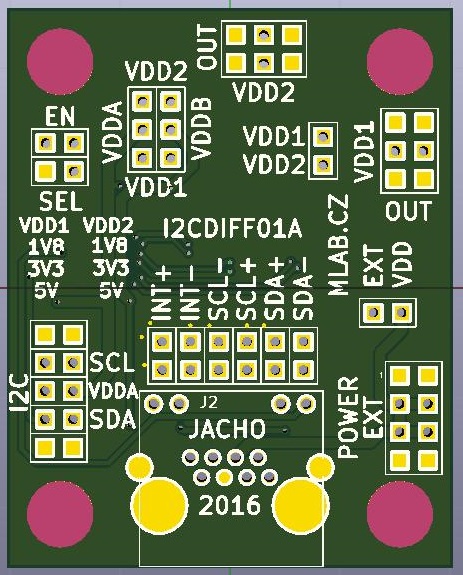 OUT
VDD2
VDD2
VDDA
VDDB
VDD1
EN
SEL
VDD1
VDD2
VDD1
OUT
VDD1 VDD2
1V8 1V8
3V3 3V3
5V 5V
I2CDIFF01A
MLAB.CZ
EXT
VDD
INT+
INT-
SCL-
SCL+
SDA+
SDA-
I2C
SCL
VDDA
SDA
J2
JACHO
2016
POWER
EXT
1